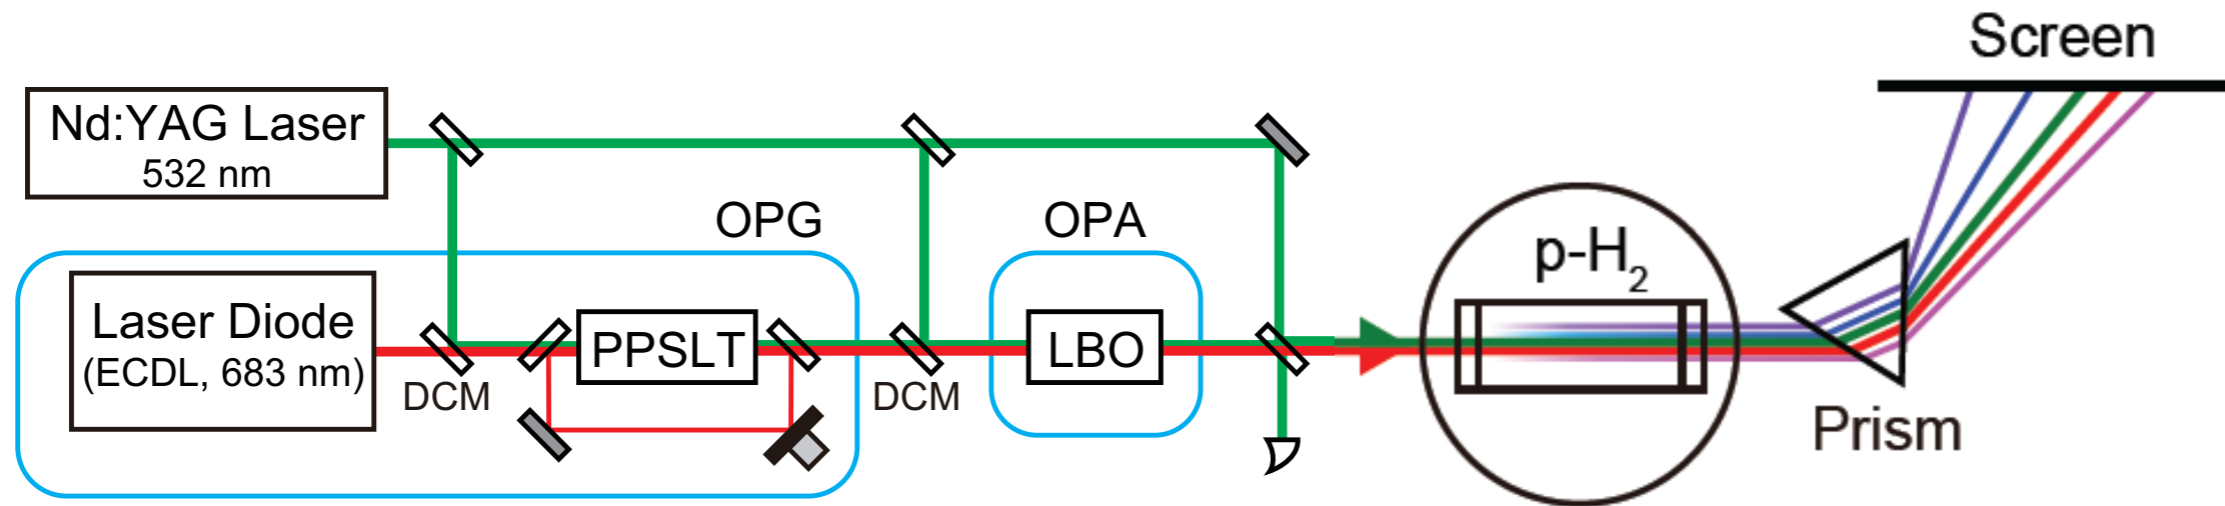 Screen
Nd:YAG Laser
532 nm
OPG
OPA
p-H2
Laser Diode
(ECDL, 683 nm)
PPSLT
LBO
DCM
DCM
Prism